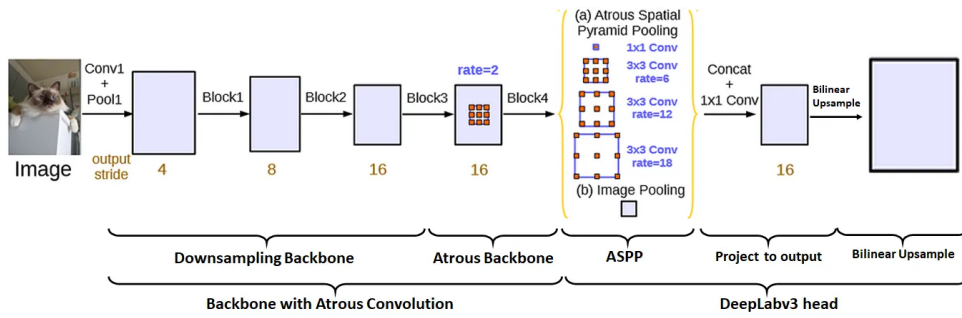 (a) Atrous Spatial
Pyramid Pooling
1x1 Conv
3x3 Conv
rate=6
3x3 Conv
rate=12
3x3 Conv
rate=18
(b) Image Pooling
Conv1
+
Pool1
Block1
Block2
Block3
rate=2
Block4
Concat
+
1x1 Conv
Bilinear
Upsample
Image
output
stride
4
8
16
16
16
Downsampling Backbone
Atrous Backbone
ASPP
Project to output
Bilinear Upsample
Backbone with Atrous Convolution
DeepLabv3 head